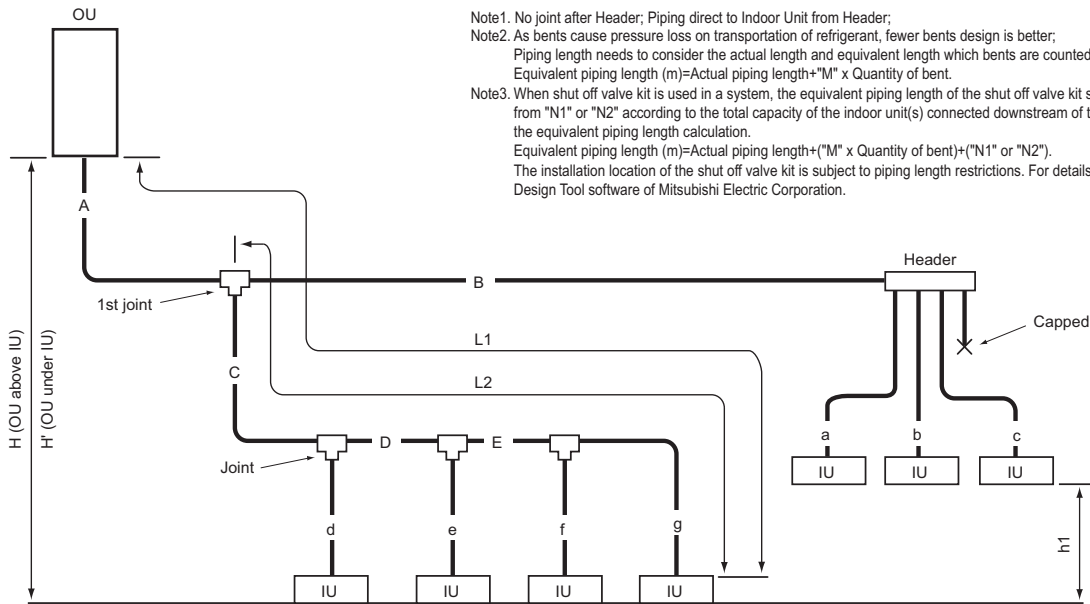 OU
Note1. No joint after Header; Piping direct to Indoor Unit from Header;
Note2. As bents cause pressure loss on transportation of refrigerant, fewer bents design is better;
Piping length needs to consider the actual length and equivalent length which bents are counted
Equivalent piping length (m)=Actual piping length+"M" x Quantity of bent.
Note3. When shut off valve kit is used in a system, the equivalent piping length of the shut off valve kit s
from "N1" or "N2" according to the total capacity of the indoor unit(s) connected downstream of t
the equivalent piping length calculation.
Equivalent piping length (m)=Actual piping length+("M" x Quantity of bent)+("N1" or "N2").
The installation location of the shut off valve kit is subject to piping length restrictions. For details
Design Tool software of Mitsubishi Electric Corporation.
A
Header
B
1st joint
Capped
H (OU above IU)
H' (OU under IU)
L1
C
L2
a
b
c
D
E
Joint
IU
IU
IU
d
e
f
g
h1
IU
IU
IU
IU